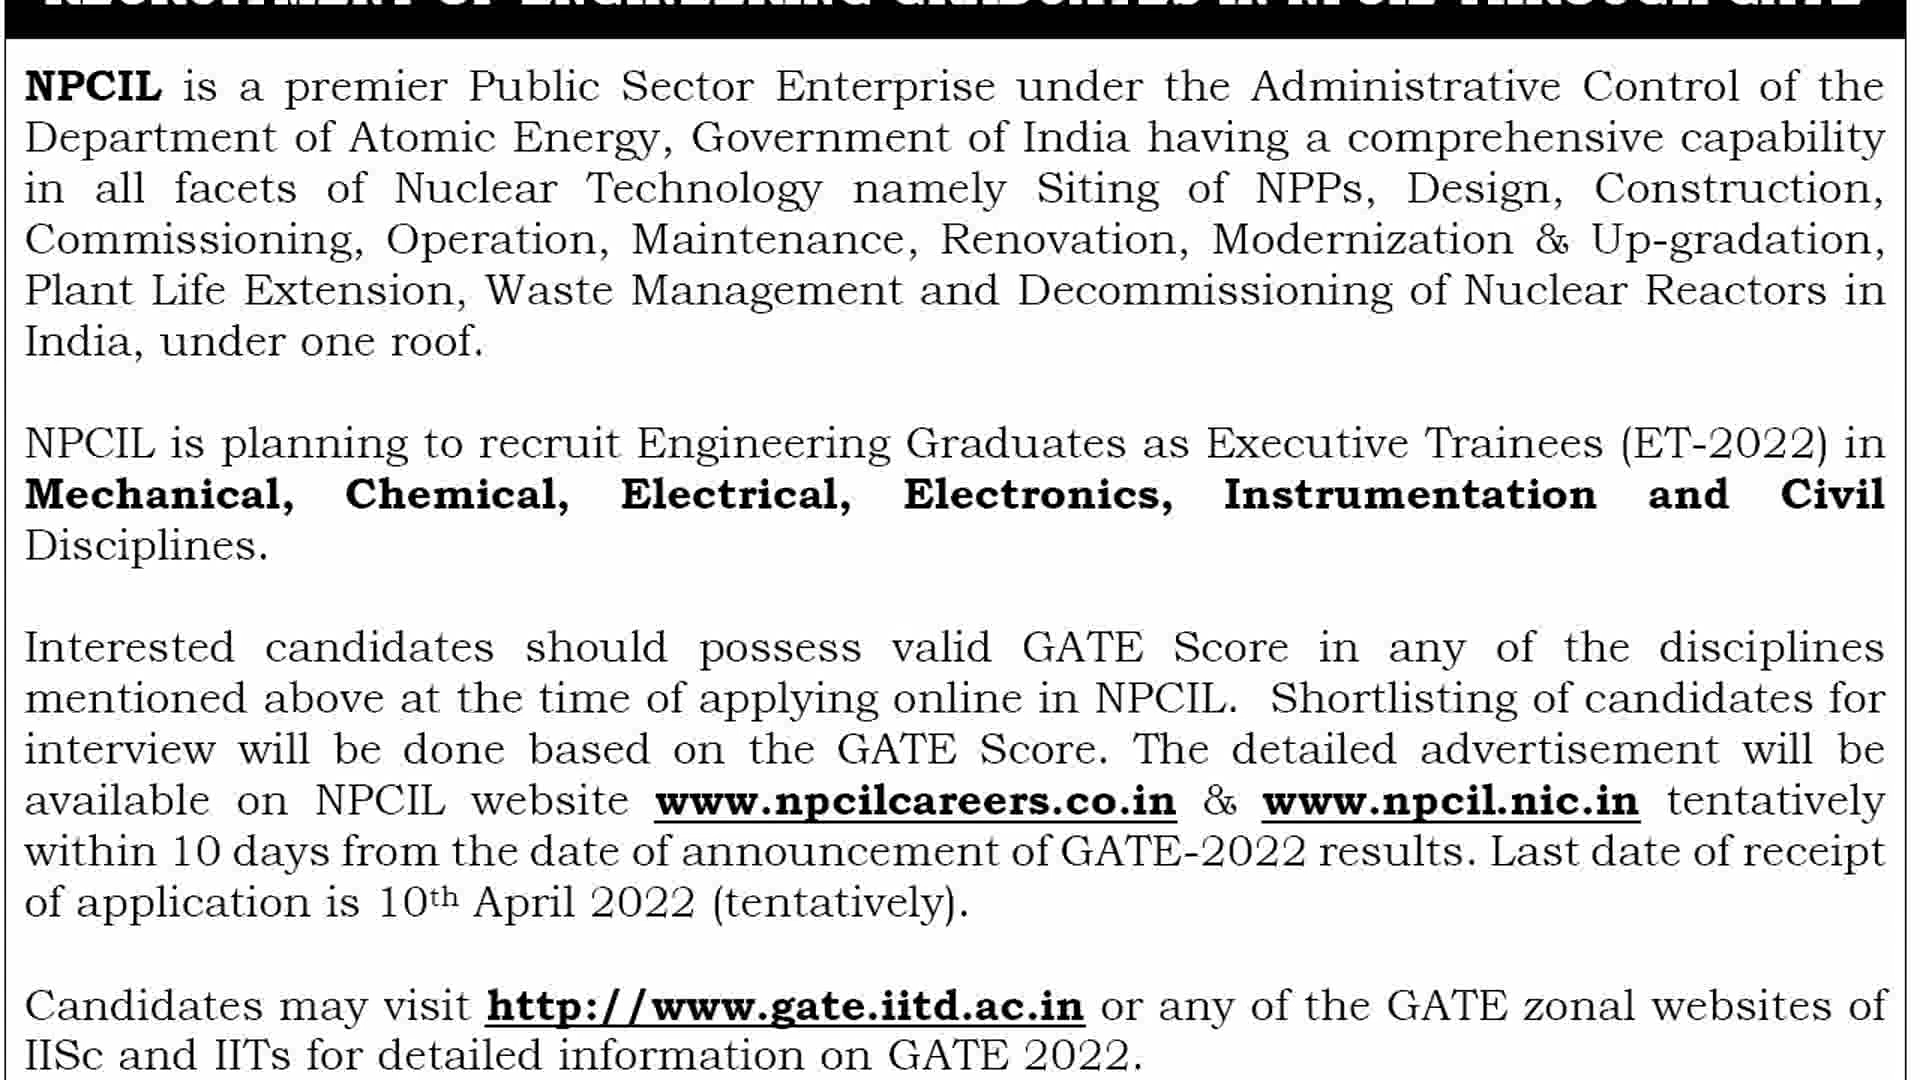 RECRUITMENT OF ENGINEERING GRADUATES IN NPCIL THROUGH GATE
NPCIL is a premier Public Sector Enterprise under the Administrative Control of the
Department of Atomic Energy, Government of India having a comprehensive capability
in all facets of Nuclear Technology namely Siting of NPPs, Design, Construction,
Commissioning, Operation, Maintenance, Renovation, Modernization & Up-gradation,
Plant Life Extension, Waste Management and Decommissioning of Nuclear Reactors in
India, under one roof.
NPCIL is planning to recruit Engineering Graduates as Executive Trainees (ET-2022) in
Mechanical, Chemical, Electrical, Electronics, Instrumentation and Civil
Disciplines.
Interested candidates should possess valid GATE Score in any of the disciplines
mentioned above at the time of applying online in NPCIL. Shortlisting of candidates for
interview will be done based on the GATE Score. The detailed advertisement will be
available on NPCIL website www.npcilcareers.co.in & www.npcil.nic.in tentatively
within 10 days from the date of announcement of GATE-2022 results. Last date of receipt
of application is 10th April 2022 (tentatively).
Candidates may visit http://www.gate.iitd.ac.in or any of the GATE zonal websites of
IISc and IITs for detailed information on GATE 2022.